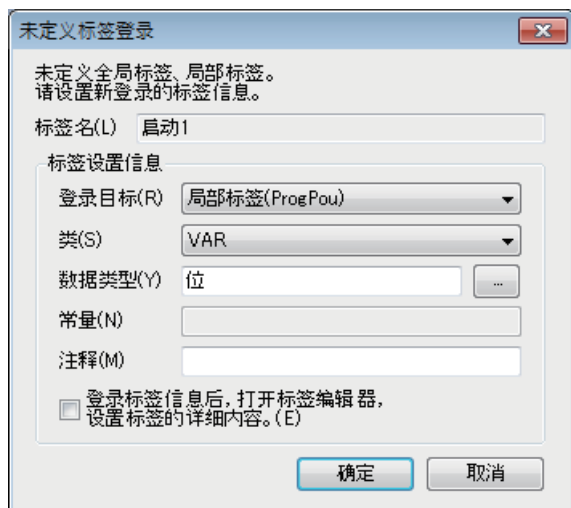 未定义标签登录
未定义全局标签、局部标签。
请设置新登录的标签信息。
标签名(L) 启动1
标签设置信息
登录目标(R) 局部标签(ProgPou)
类(S) VAR
数据类型(Y) 位 ...
常量(N)
注释(M)
登录标签信息后,打开标签编辑器,
设置标签的详细内容。(E)
确定 取消